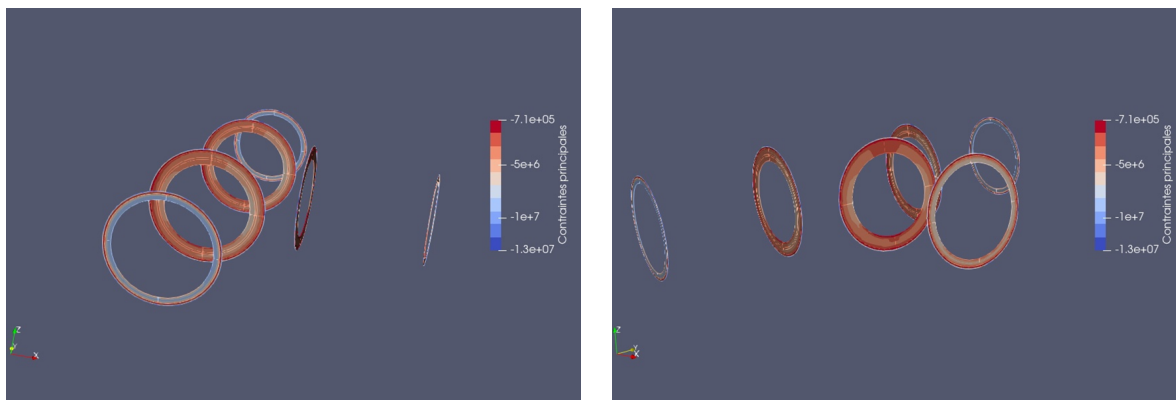 -7.1e+05
-5e+6
-1e+7
-1.3e+07
Contraintes principales
Z
Y
X
-7.1e+05
-5e+6
-1e+7
-1.3e+07
Contraintes principales
Z
Y
X